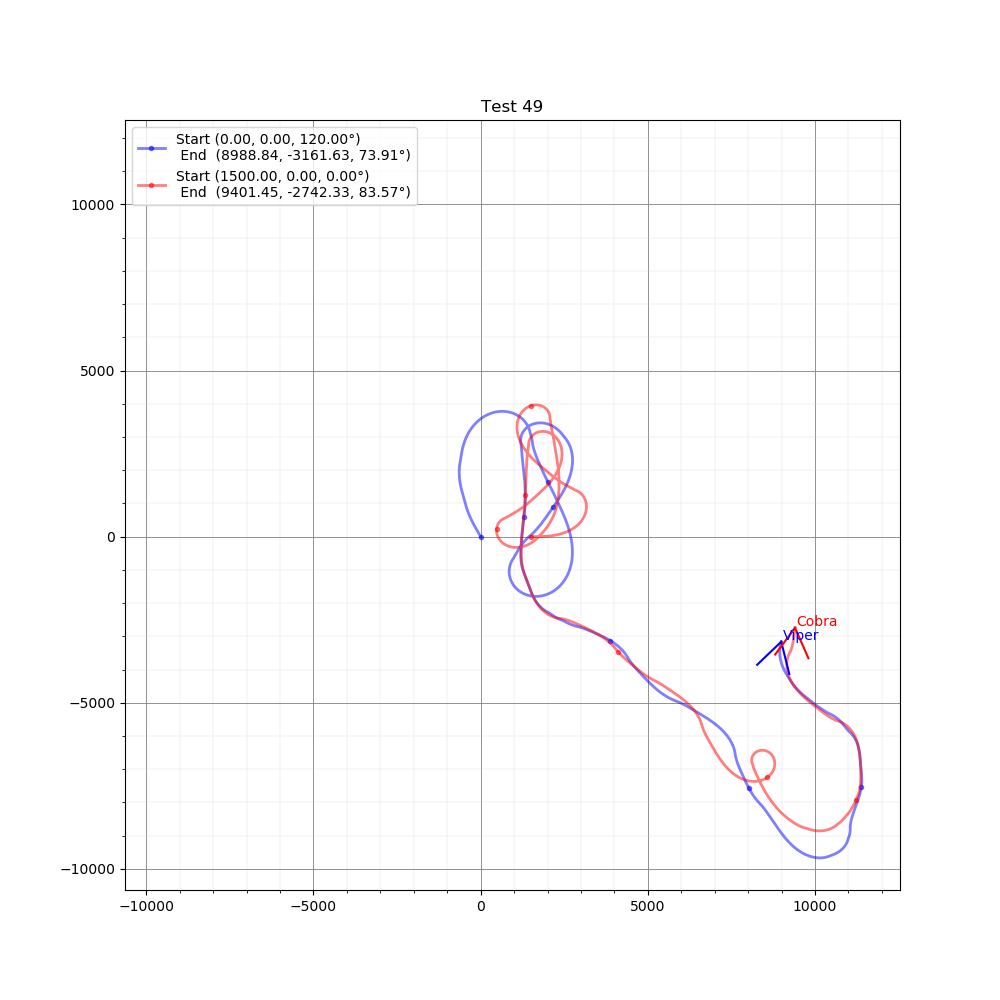 Test 49
Start (0.00, 0.00, 120.00°)
End (8988.84, -3161.63, 73.91°)
Start (1500.00, 0.00, 0.00°)
End (9401.45, -2742.33, 83.57°)
10000
5000
0
−5000
−10000
Cobra
Viper
−10000
−5000
0
5000
10000